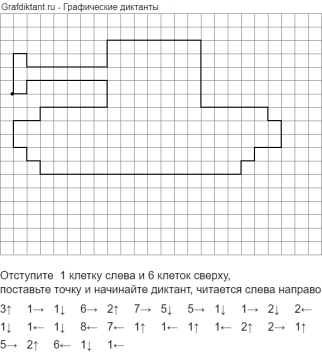 Grafdiktant.ru - Графические диктанты
Отступите 1 клетку слева и 6 клеток сверху,
поставьте точку и начинайте диктант, читается слева направо
3↑ 1→ 1↓ 6→ 2↑ 7→ 5↓ 5→ 1↓ 1→ 2↓ 2←
1↓ 1← 1↓ 8← 7← 1↑ 1← 1↑ 1← 2↑ 2→ 1↑
5→ 2↑ 6← 1↓ 1←